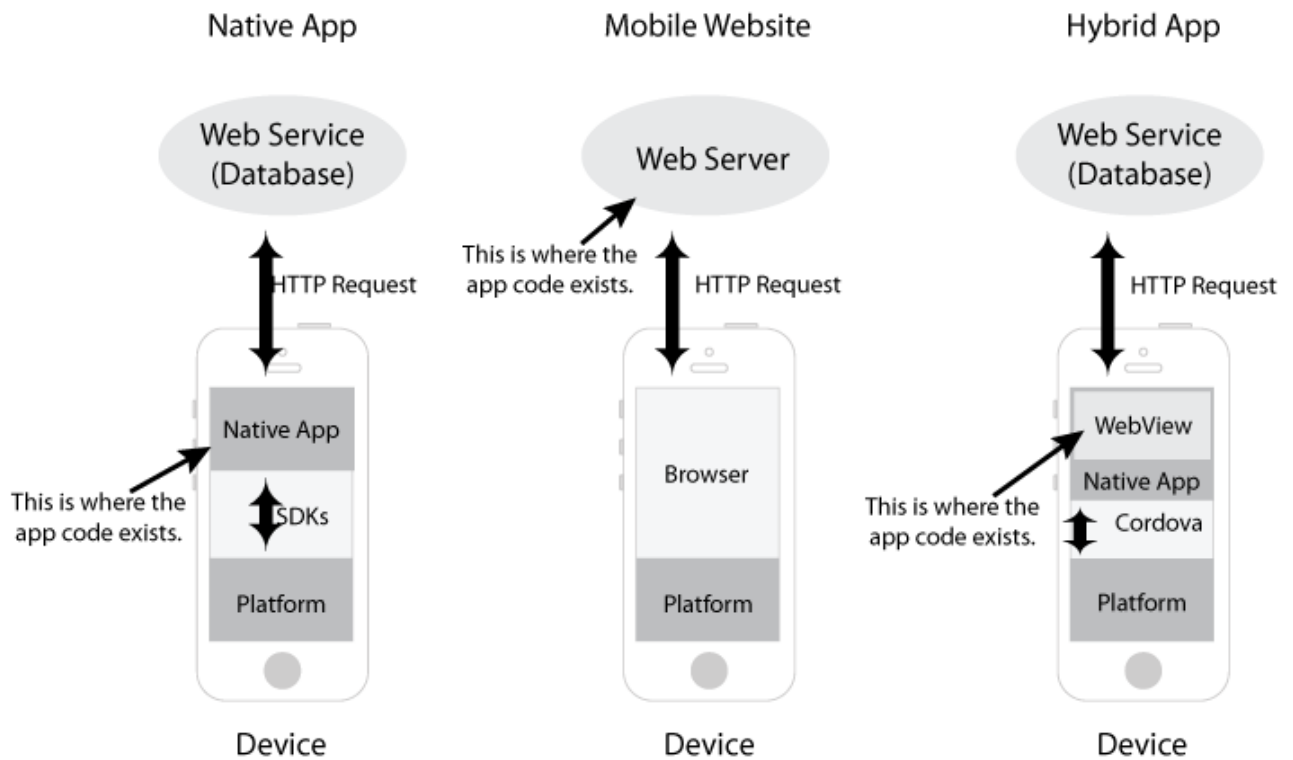 Native App
Web Service
(Database)
HTTP Request
Native App
This is where the
app code exists.
SDKs
Platform
Device
Mobile Website
Web Server
This is where the
app code exists.
HTTP Request
Browser
Platform
Device
Hybrid App
Web Service
(Database)
HTTP Request
WebView
Native App
This is where the
app code exists.
Cordova
Platform
Device